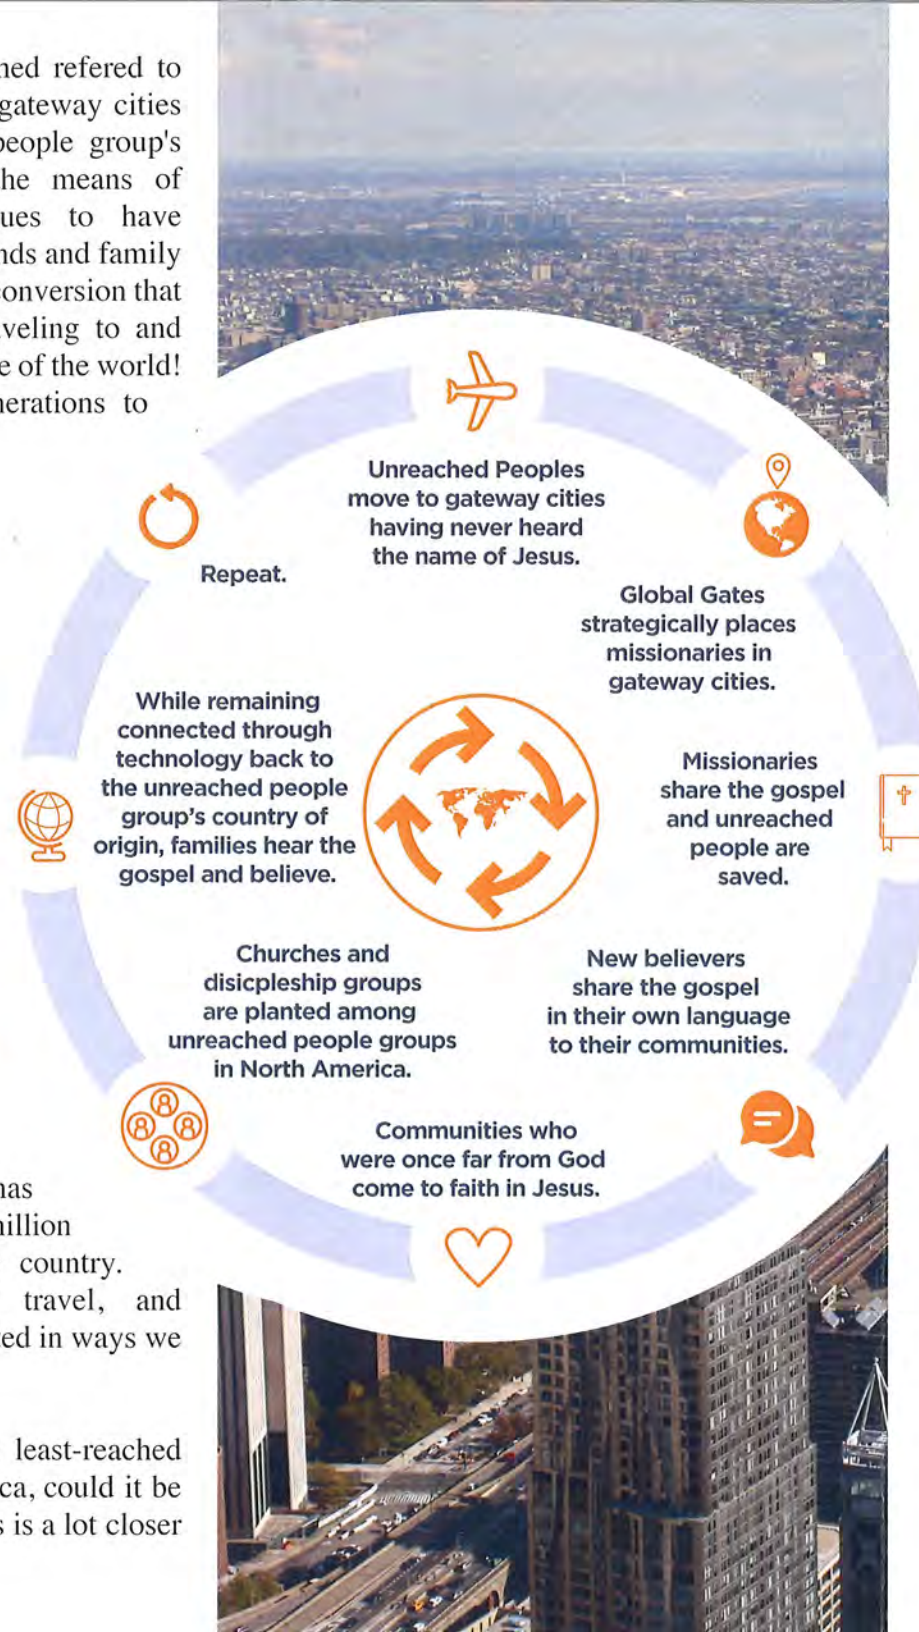 ned refered to
gateway cities
people group's
he means of
ues to have
nds and family
conversion that
aveling to and
e of the world!
nerations to
Unreached Peoples
move to gateway cities
having never heard
the name of Jesus.
Global Gates
strategically places
missionaries in
gateway cities.
Missionaries
share the gospel
and unreached
people are
saved.
New believers
share the gospel
in their own language
to their communities.
Communities who
were once far from God
come to faith in Jesus.
Churches and
disicpleship groups
are planted among
unreached people groups
in North America.
While remaining
connected through
technology back to
the unreached people
group's country of
origin, families hear the
gospel and believe.
Repeat.
has
nillion
country.
travel, and
ted in ways we
least-reached
ca, could it be
s is a lot closer